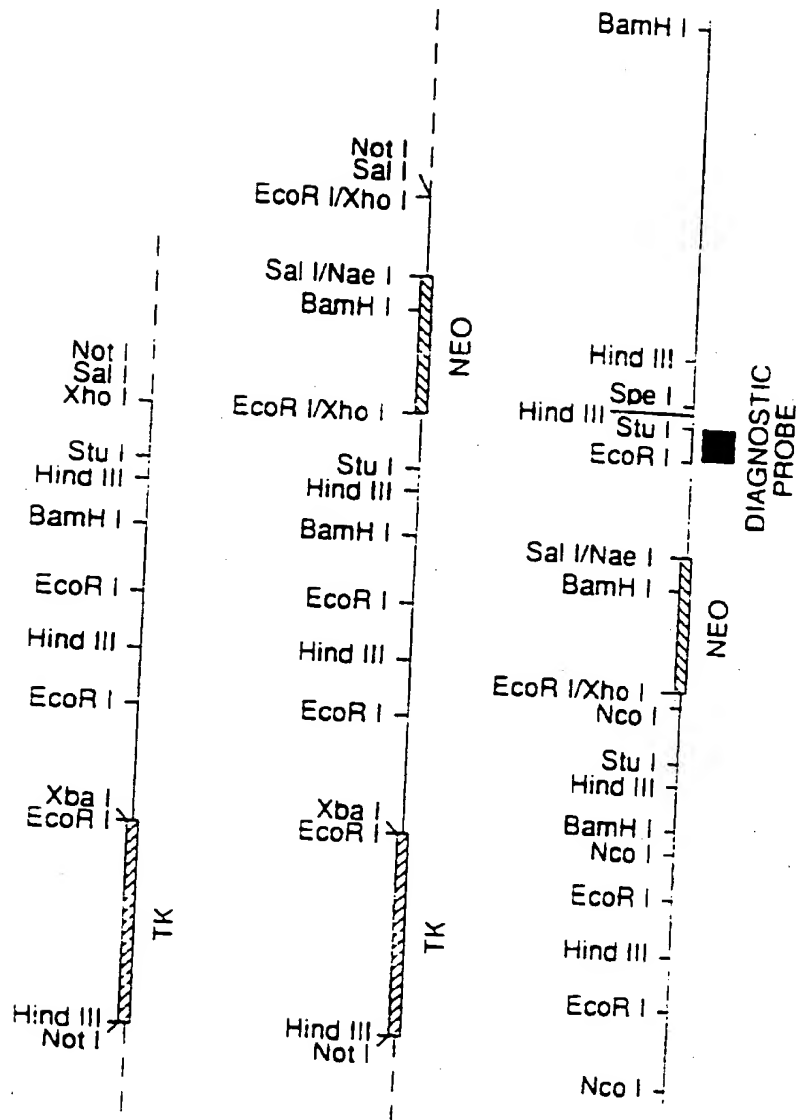 Not I
Sal I
Xho I
Stu I
Hind III
BamH I
EcoR I
Hind III
EcoR I
Xba I
EcoR I
TK
Hind III
Not I
Not I
Sal I
EcoR I/Xho I
Sal I/Nae I
BamH I
NEO
EcoR I/Xho I
Stu I
Hind III
BamH I
EcoR I
Hind III
EcoR I
Xba I
EcoR I
TK
Hind III
Not I
BamH I
Hind III
Spe I
Hind III
Stu I
EcoR I
DIAGNOSTIC
PROBE
Sal I/Nae I
BamH I
NEO
EcoR I/Xho I
Nco I
Stu I
Hind III
BamH I
Nco I
EcoR I
Hind III
EcoR I
Nco I